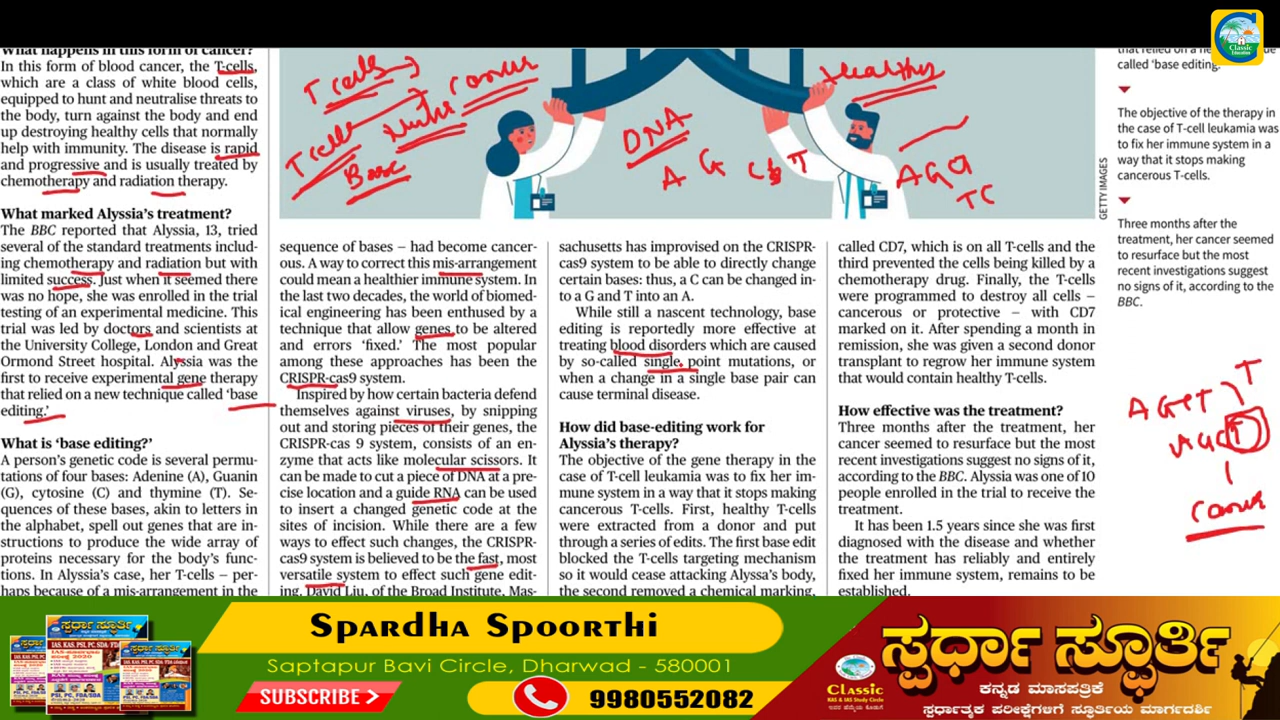 What happens in this form of cancer?
In this form of blood cancer, the T-cells,
which are a class of white blood cells,
equipped to hunt and neutralise threats to
the body, turn against the body and end
up destroying healthy cells that normally
help with immunity. The disease is rapid
and progressive and is usually treated by
chemotherapy and radiation therapy.
What marked Alyssia's treatment?
The BBC reported that Alyssia, 13, tried
several of the standard treatments includ-
ing chemotherapy and radiation but with
limited success. Just when it seemed there
was no hope, she was enrolled in the trial
testing of an experimental medicine. This
trial was led by doctors and scientists at
the University College, London and Great
Ormond Street hospital. Alyssia was the
first to receive experimental gene therapy
that relied on a new technique called 'base
editing.'
What is 'base editing?'
A person's genetic code is several permu-
tations of four bases: Adenine (A), Guanin
(G), cytosine (C) and thymine (T). Se-
quences of these bases, akin to letters in
the alphabet, spell out genes that are in-
structions to produce the wide array of
proteins necessary for the body's func-
tions. In Alyssia's case, her T-cells – per-
haps because of a mis-arrangement in the
T cells
cancer
T cells
Base
DNA
A G C T
Healthy
A G
TC
GETTY IMAGES
sequence of bases – had become cancer-
ous. A way to correct this mis-arrangement
could mean a healthier immune system. In
the last two decades, the world of biomed-
ical engineering has been enthused by a
technique that allow genes to be altered
and errors 'fixed.' The most popular
among these approaches has been the
CRISPR-cas9 system.
Inspired by how certain bacteria defend
themselves against viruses, by snipping
out and storing pieces of their genes, the
CRISPR-cas 9 system, consists of an en-
zyme that acts like molecular scissors. It
can be made to cut a piece of DNA at a pre-
cise location and a guide RNA can be used
to insert a changed genetic code at the
sites of incision. While there are a few
ways to effect such changes, the CRISPR-
cas9 system is believed to be the fast, most
versatile system to effect such gene edit-
ing. David Liu, of the Broad Institute, Mas-
sachusetts has improvised on the CRISPR-
cas9 system to be able to directly change
certain bases: thus, a C can be changed in-
to a G and T into an A.
While still a nascent technology, base
editing is reportedly more effective at
treating blood disorders which are caused
by so-called single point mutations, or
when a change in a single base pair can
cause terminal disease.
How did base-editing work for
Alyssia's therapy?
The objective of the gene therapy in the
case of T-cell leukamia was to fix her im-
mune system in a way that it stops making
cancerous T-cells. First, healthy T-cells
were extracted from a donor and put
through a series of edits. The first base edit
blocked the T-cells targeting mechanism
so it would cease attacking Alyssa's body,
the second removed a chemical marking,
called CD7, which is on all T-cells and the
third prevented the cells being killed by a
chemotherapy drug. Finally, the T-cells
were programmed to destroy all cells –
cancerous or protective – with CD7
marked on it. After spending a month in
remission, she was given a second donor
transplant to regrow her immune system
that would contain healthy T-cells.
How effective was the treatment?
Three months after the treatment, her
cancer seemed to resurface but the most
recent investigations suggest no signs of it,
according to the BBC. Alyssia was one of 10
people enrolled in the trial to receive the
treatment.
It has been 1.5 years since she was first
diagnosed with the disease and whether
the treatment has reliably and entirely
fixed her immune system, remains to be
established.
that relied on a
called 'base editing.'
The objective of the therapy in
the case of T-cell leukamia was
to fix her immune system in a
way that it stops making
cancerous T-cells.
Three months after the
treatment, her cancer seemed
to resurface but the most
recent investigations suggest
no signs of it, according to the
BBC.
T
cancer
Classic
Education
Spardha Spoorthi
Saptapur Bavi Circle Dharwad - 580001
SUBSCRIBE >
9980552082
Classic
KAS & IAS Study Circle
ಸ್ಪರ್ಧಾ ಸ್ಫೂರ್ತಿ
ಕನ್ನಡ ಮಾಸಪತ್ರಿಕೆ
ಸ್ಪರ್ಧಾತ್ಮಕ ಪರೀಕ್ಷೆಗಳಿಗೆ ಸ್ಫೂರ್ತಿಯ ಮಾರ್ಗದರ್ಶಿ